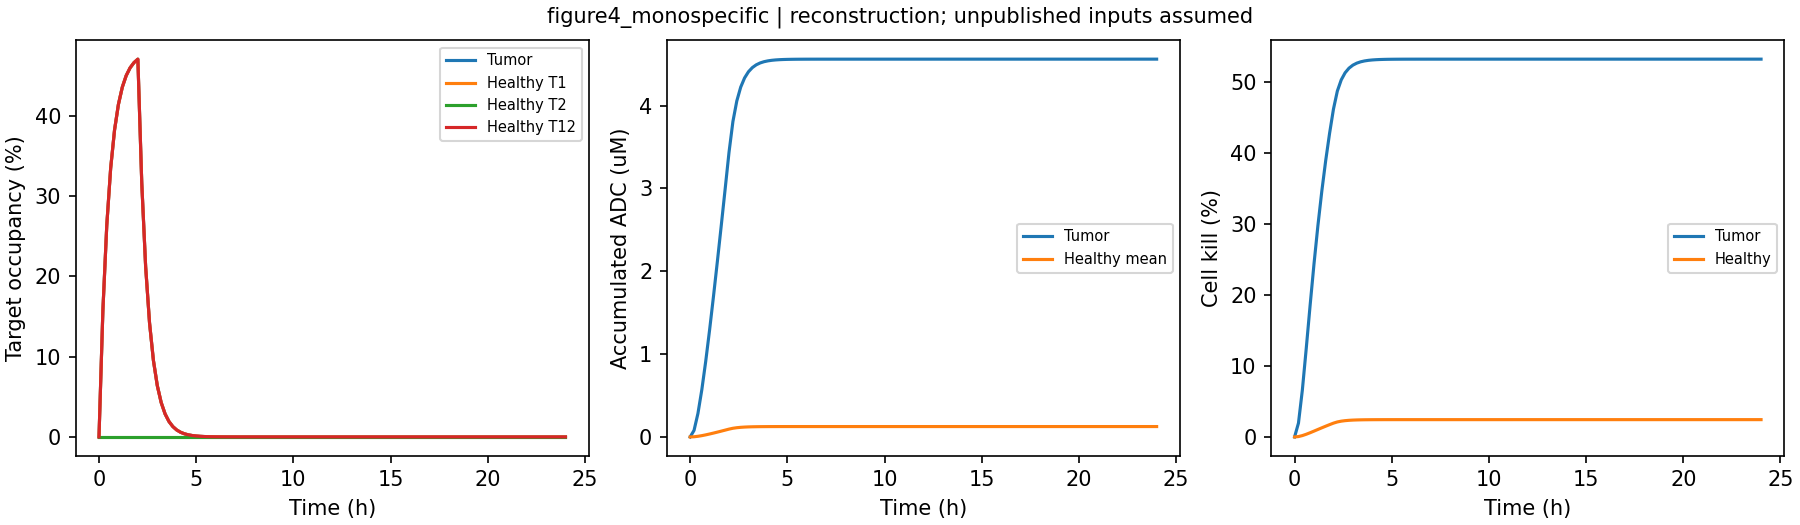 figure4_monospecific | reconstruction; unpublished inputs assumed
Target occupancy (%)
40
30
20
10
0
0 5 10 15 20 25
Time (h)
Tumor
Healthy T1
Healthy T2
Healthy T12
Accumulated ADC (uM)
4
3
2
1
0
0 5 10 15 20 25
Time (h)
Tumor
Healthy mean
Cell kill (%)
50
40
30
20
10
0
0 5 10 15 20 25
Time (h)
Tumor
Healthy